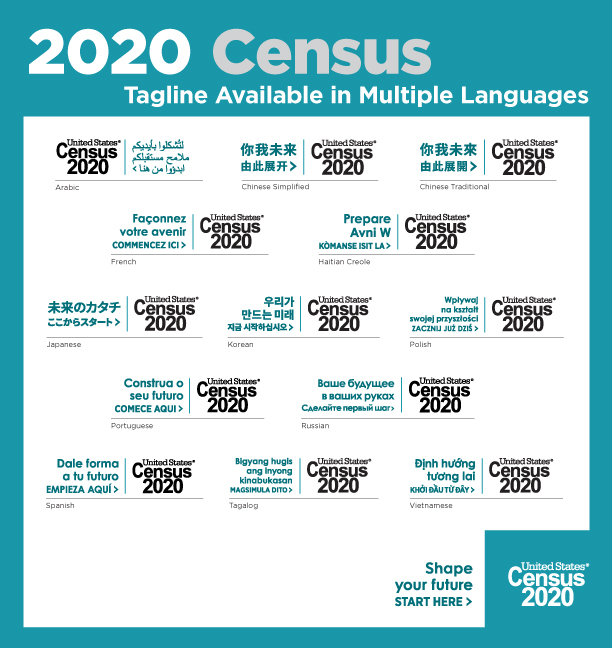 2020 Census
Tagline Available in Multiple Languages
United States®
Census
2020
لتُشكلوا بأيديكم
ملامح مستقبلكم
ابدؤوا من هنا >
Arabic
你我未来
由此展开 >
United States®
Census
2020
Chinese Simplified
你我未來
由此展開 >
United States®
Census
2020
Chinese Traditional
Façonnez
votre avenir
COMMENCEZ ICI >
United States®
Census
2020
French
Prepare
Avni W
KÒMANSE ISIT LA >
United States®
Census
2020
Haitian Creole
未来のカタチ
ここからスタート >
United States®
Census
2020
Japanese
우리가
만드는 미래
지금 시작하십시오 >
United States®
Census
2020
Korean
Wpływaj
na kształt
swojej przyszłości
ZACZNIJ JUŻ DZIŚ >
United States®
Census
2020
Polish
Construa o
seu futuro
COMECE AQUI >
United States®
Census
2020
Portuguese
Ваше будущее
в ваших руках
Сделайте первый шаг >
United States®
Census
2020
Russian
Dale forma
a tu futuro
EMPIEZA AQUÍ >
United States®
Census
2020
Spanish
Bigyang hugis
ang inyong
kinabukasan
MAGSIMULA DITO >
United States®
Census
2020
Tagalog
Định hướng
tương lai
KHỞI ĐẦU TỪ ĐÂY >
United States®
Census
2020
Vietnamese
Shape
your future
START HERE >
United States®
Census
2020